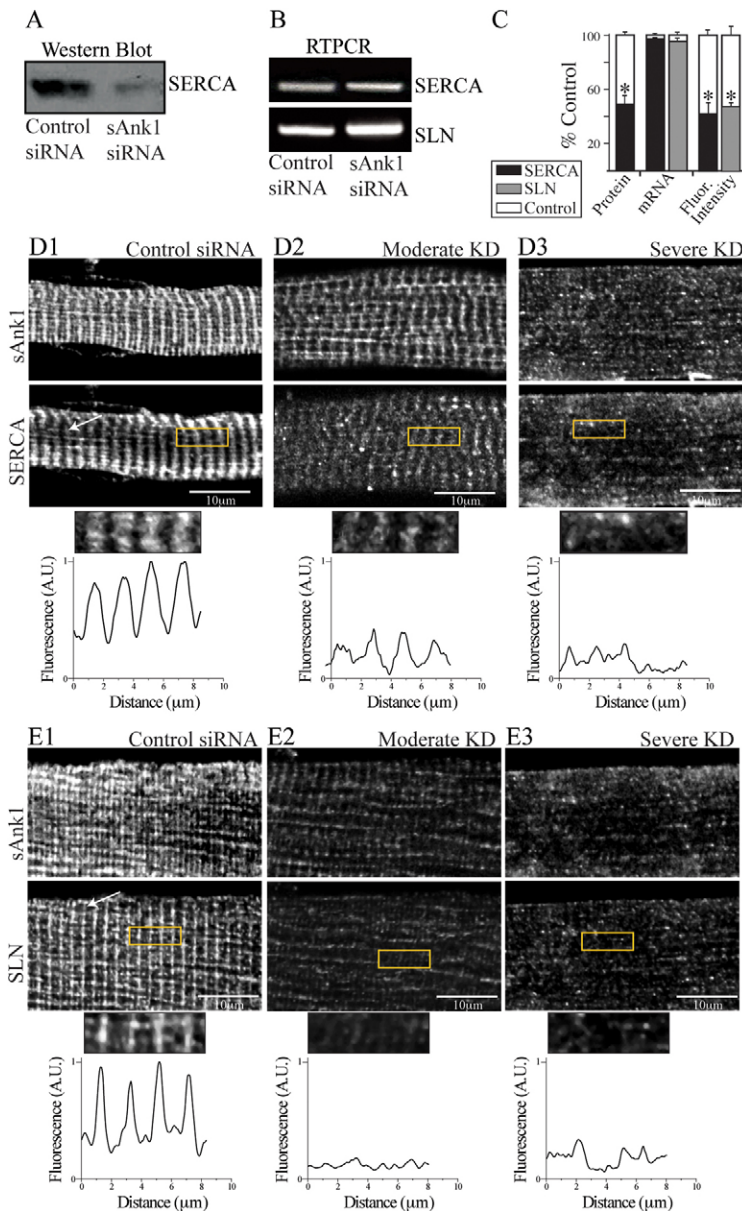 A
Western Blot
SERCA
Control siRNA
sAnk1 siRNA
B
RTPCR
SERCA
SLN
Control siRNA
sAnk1 siRNA
C
% Control
100
60
20
*
*
*
Protein
mRNA
Fluor. Intensity
SERCA
SLN
Control
D1
Control siRNA
D2
Moderate KD
D3
Severe KD
sAnk1
SERCA
10µm
10µm
10µm
Fluorescence (A.U.)
1
0
0 2 4 6 8 10
Distance (µm)
Fluorescence (A.U.)
1
0
0 2 4 6 8 10
Distance (µm)
Fluorescence (A.U.)
1
0
0 2 4 6 8 10
Distance (µm)
E1
Control siRNA
E2
Moderate KD
E3
Severe KD
sAnk1
SLN
10µm
10µm
10µm
Fluorescence (A.U.)
1
0
0 2 4 6 8 10
Distance (µm)
Fluorescence (A.U.)
1
0
0 2 4 6 8 10
Distance (µm)
Fluorescence (A.U.)
1
0
0 2 4 6 8 10
Distance (µm)